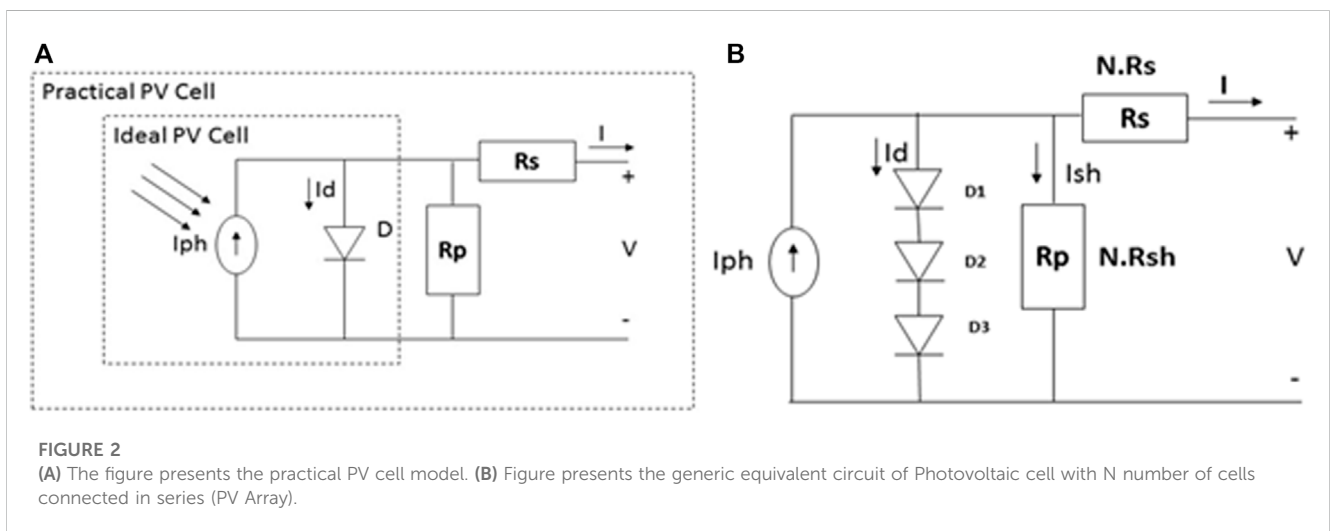 A
Practical PV Cell
Ideal PV Cell
Iph
Id
D
Rp
Rs
I
+
V
-
B
N.Rs
I
Rs
+
Id
Ish
D1
D2
D3
Iph
Rp
N.Rsh
V
-
FIGURE 2
(A) The figure presents the practical PV cell model. (B) Figure presents the generic equivalent circuit of Photovoltaic cell with N number of cells
connected in series (PV Array).